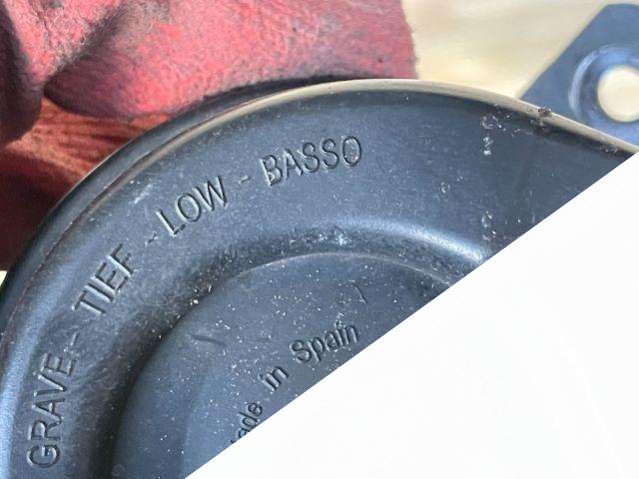 GRAVE - TIEF - LOW - BASSO
in Spain